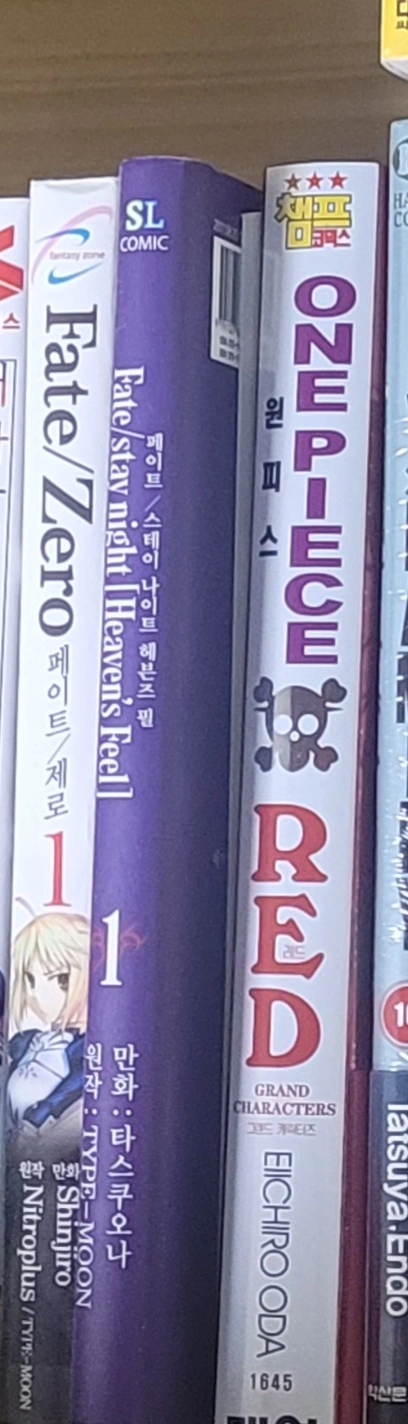 fantasy zone
Fate/Zero
페이트/제로
1
만화 Shinjiro
원작 Nitroplus / TYPE-MOON
SL
COMIC
페이트/스테이 나이트 헤븐즈 필
Fate/stay night [Heaven's Feel]
1
만화 : 타스쿠오나
원작 : TYPE-MOON
챔프
코믹스
ONE PIECE
원피스
RED
레드
GRAND
CHARACTERS
그랜드 캐릭터즈
EIICHIRO ODA
1645
Tatsuya Endo